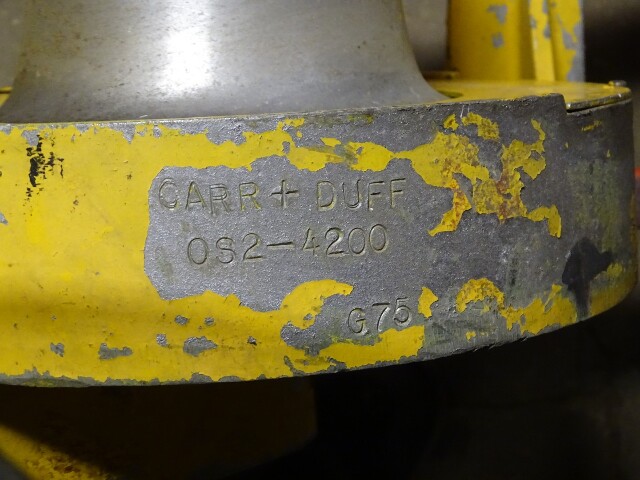 CARR + DUFF
OS2-4200
G75